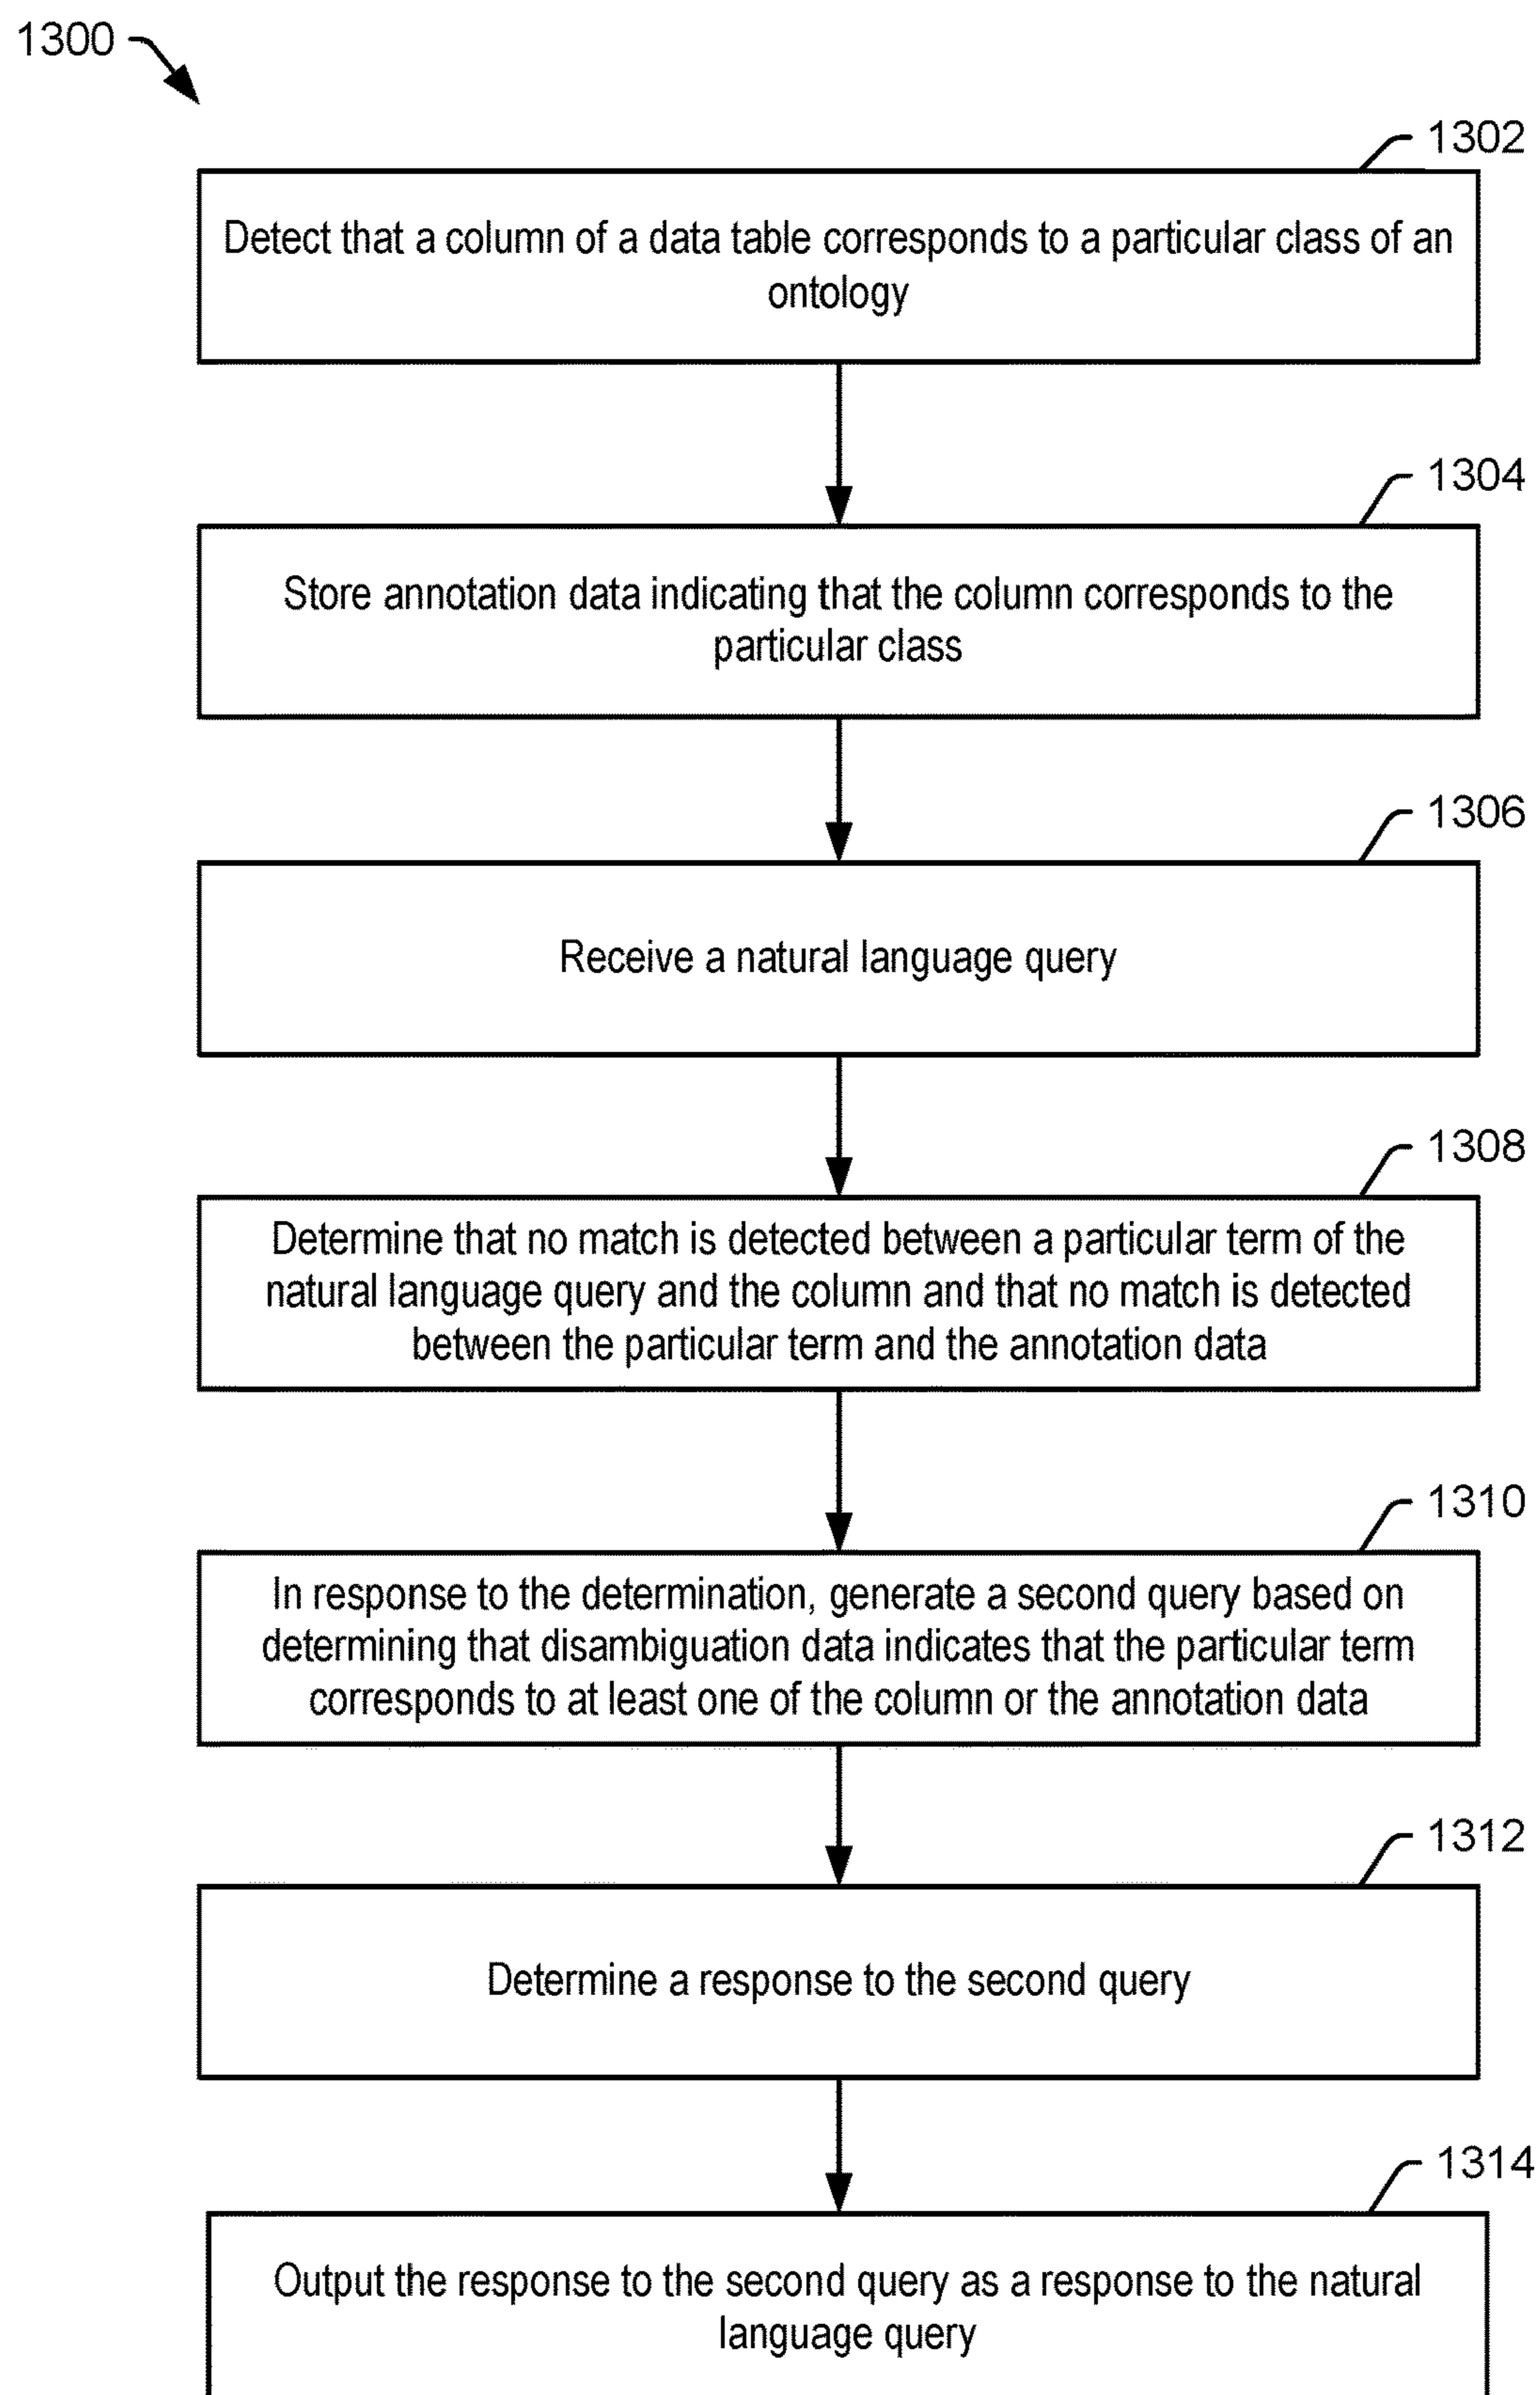 1300
1302
Detect that a column of a data table corresponds to a particular class of an
ontology
1304
Store annotation data indicating that the column corresponds to the
particular class
1306
Receive a natural language query
1308
Determine that no match is detected between a particular term of the
natural language query and the column and that no match is detected
between the particular term and the annotation data
1310
In response to the determination, generate a second query based on
determining that disambiguation data indicates that the particular term
corresponds to at least one of the column or the annotation data
1312
Determine a response to the second query
1314
Output the response to the second query as a response to the natural
language query